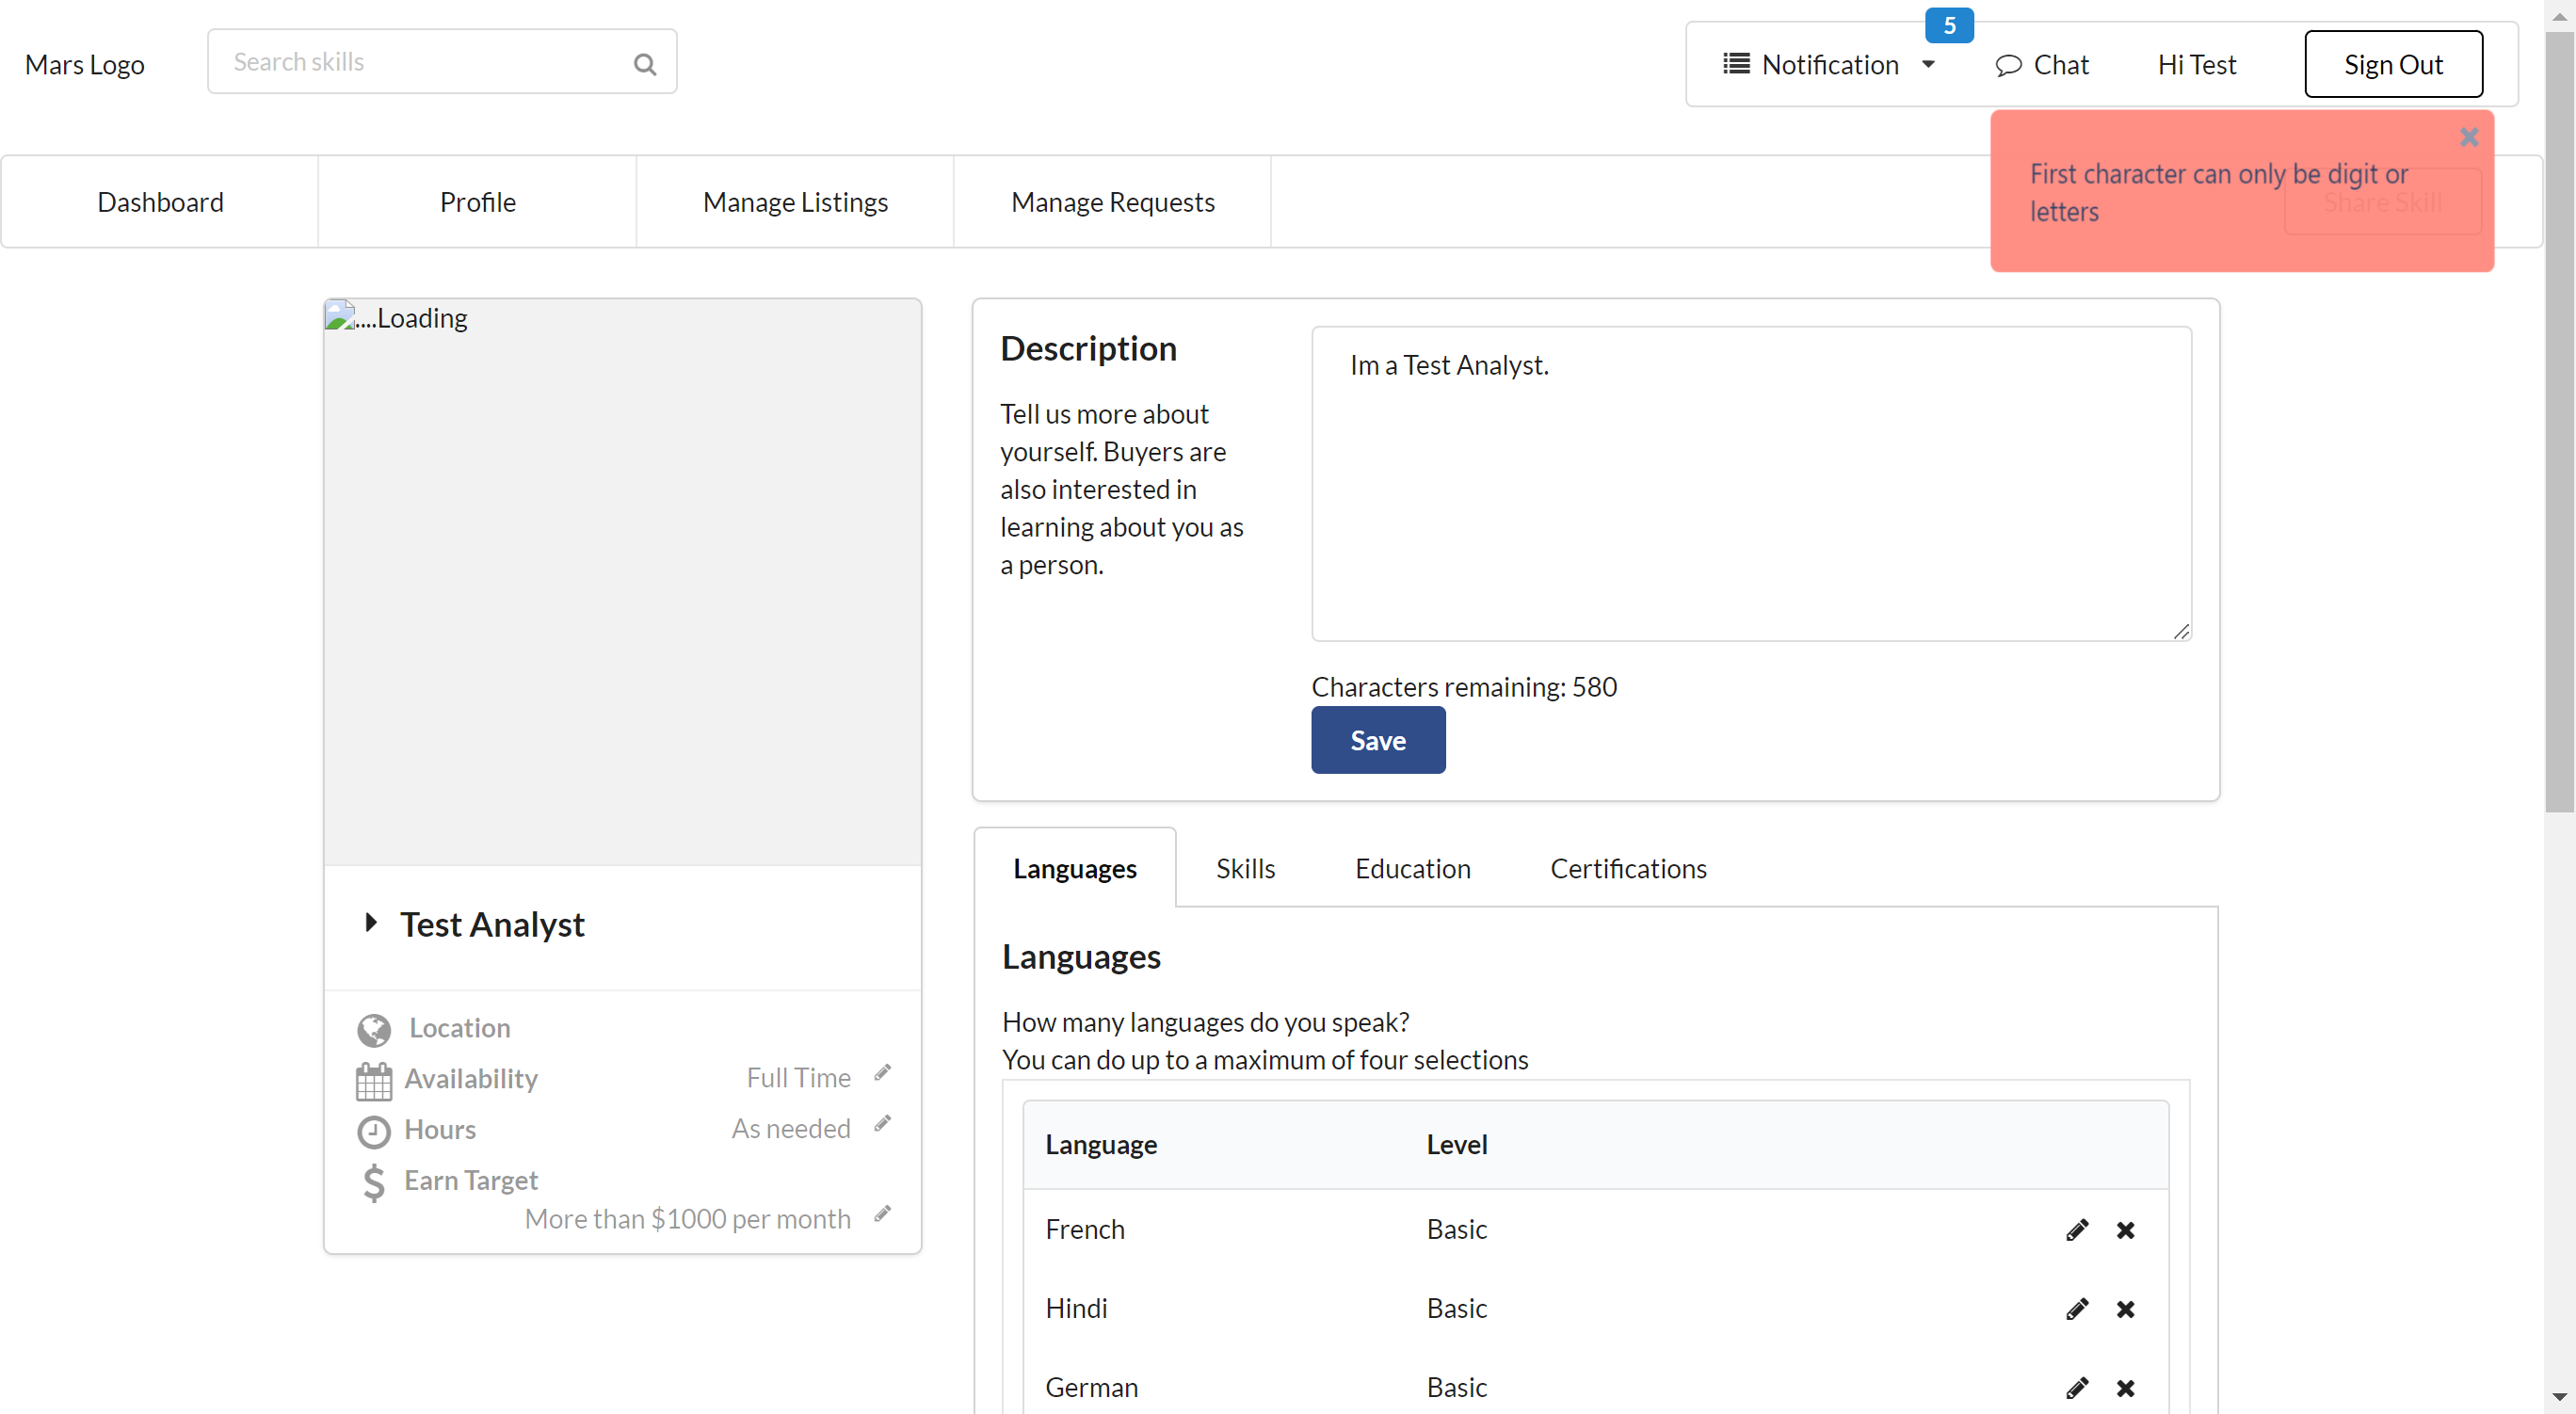 Mars Logo
Search skills
5
Notification
Chat
Hi Test
Sign Out
First character can only be digit or
letters
Dashboard
Profile
Manage Listings
Manage Requests
Share Skill
....Loading
Description
Tell us more about
yourself. Buyers are
also interested in
learning about you as
a person.
Im a Test Analyst.
Characters remaining: 580
Save
Test Analyst
Location
Availability
Full Time
Hours
As needed
Earn Target
More than $1000 per month
Languages
Skills
Education
Certifications
Languages
How many languages do you speak?
You can do up to a maximum of four selections
Language Level
French Basic
Hindi Basic
German Basic